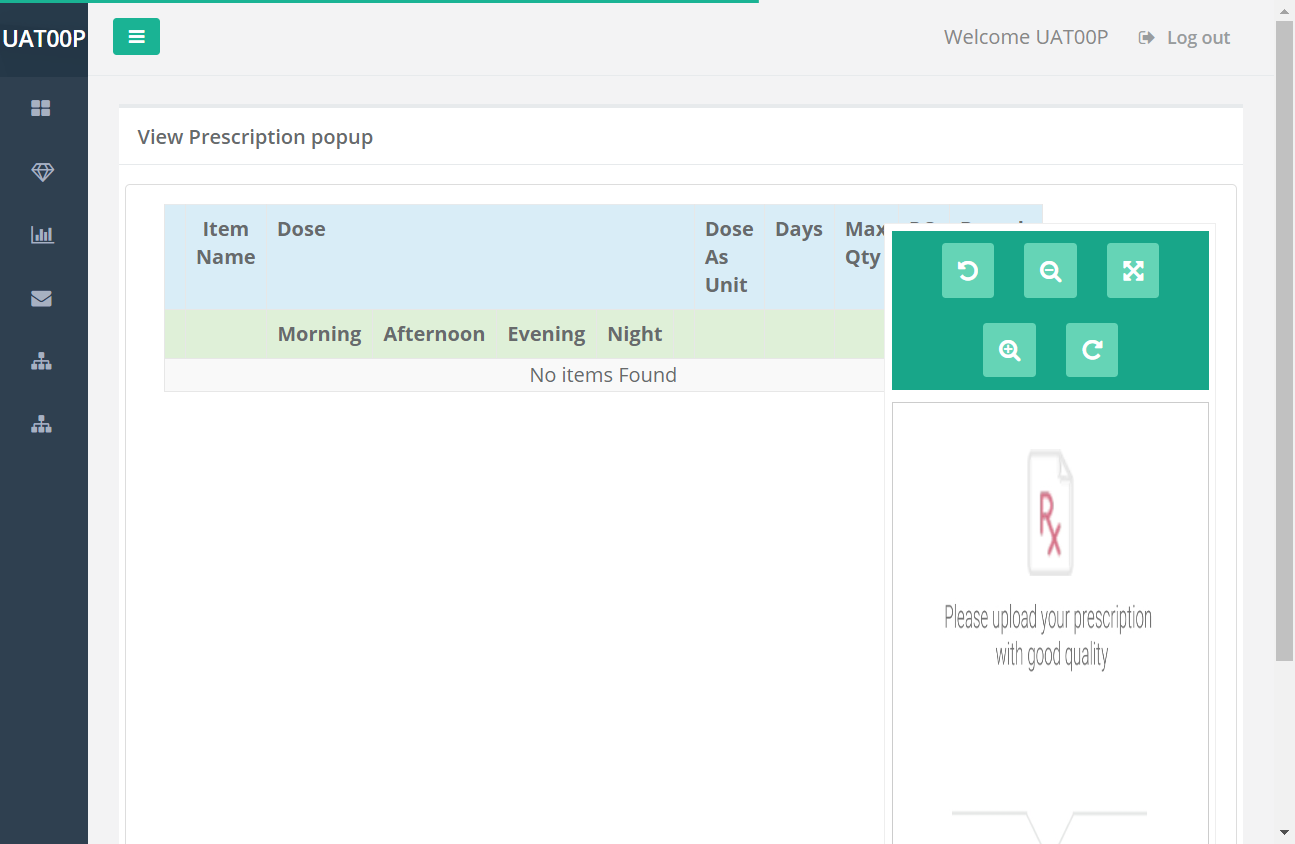 UAT00P
Welcome UAT00P
Log out
View Prescription popup
Item Name
Dose
Dose As Unit
Days
Max Qty
Morning
Afternoon
Evening
Night
No items Found
Rx
Please upload your prescription
with good quality